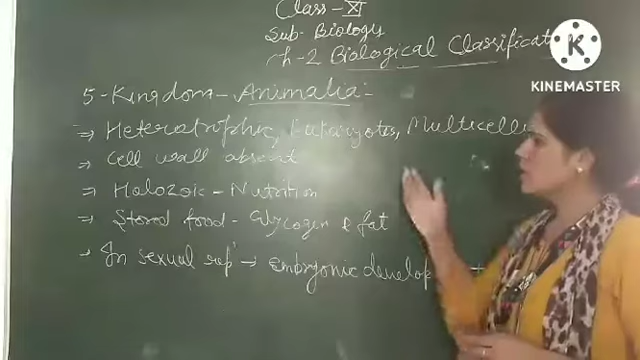 Class - XI
Sub- Biology
Ch-2 Biological Classificat
KINEMASTER
5-Kingdom- Animalia:-
⇒ Heterotrophic, Eukaryotes, Multicellu
⇒ Cell wall absent
⇒ Holozoic - Nutrition
⇒ Stored food - Glycogen & fat
→ In sexual rep' → embryonic develop